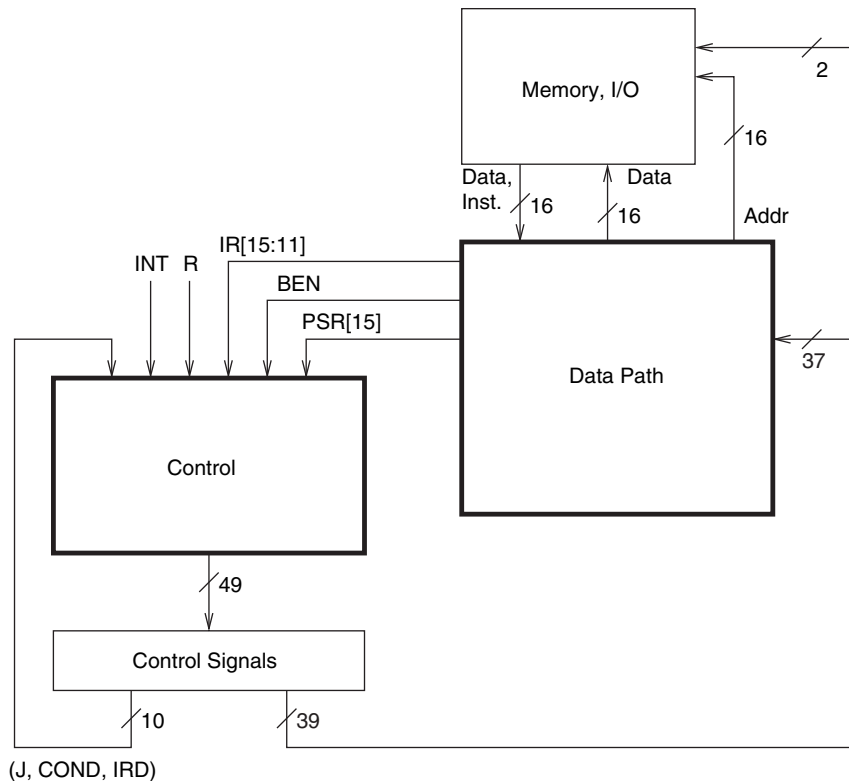 2
Memory, I/O
16
Data,
Inst.
16
16
Data
Addr
IR[15:11]
INT R
BEN
PSR[15]
37
Data Path
Control
49
Control Signals
10
39
(J, COND, IRD)